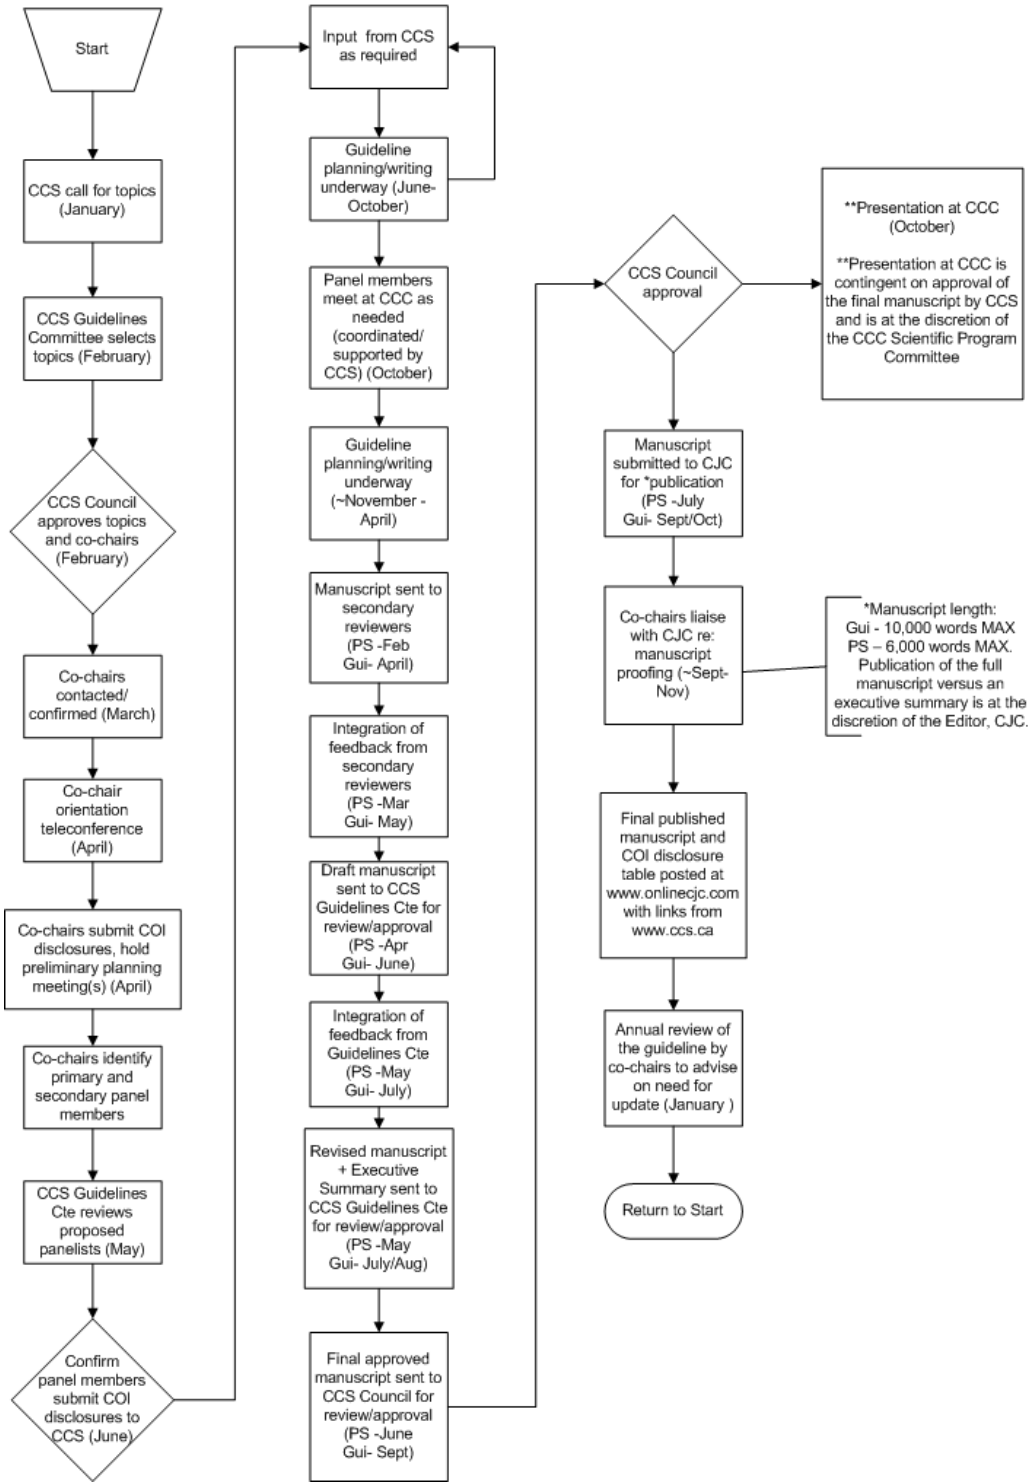 Start
CCS call for topics
(January)
CCS Guidelines
Committee selects
topics (February)
CCS Council
approves topics
and co-chairs
(February)
Co-chairs
contacted/
confirmed (March)
Co-chair
orientation
teleconference
(April)
Co-chairs submit COI
disclosures, hold
preliminary planning
meeting(s) (April)
Co-chairs identify
primary and
secondary panel
members
CCS Guidelines
Cte reviews
proposed
panelists (May)
Confirm
panel members
submit COI
disclosures to
CCS (June)
Input from CCS
as required
Guideline
planning/writing
underway (June-
October)
Panel members
meet at CCC as
needed
(coordinated/
supported by
CCS) (October)
Guideline
planning/writing
underway
(~November -
April)
Manuscript sent to
secondary
reviewers
(PS -Feb
Gui- April)
Integration of
feedback from
secondary
reviewers
(PS -Mar
Gui- May)
Draft manuscript
sent to CCS
Guidelines Cte for
review/approval
(PS -Apr
Gui- June)
Integration of
feedback from
Guidelines Cte
(PS -May
Gui- July)
Revised manuscript
+ Executive
Summary sent to
CCS Guidelines Cte
for review/approval
(PS -May
Gui- July/Aug)
Final approved
manuscript sent to
CCS Council for
review/approval
(PS -June
Gui- Sept)
CCS Council
approval
**Presentation at CCC
(October)
**Presentation at CCC is
contingent on approval of
the final manuscript by CCS
and is at the discretion of
the CCC Scientific Program
Committee
Manuscript
submitted to CJC
for *publication
(PS -July
Gui- Sept/Oct)
Co-chairs liaise
with CJC re:
manuscript
proofing (~Sept-
Nov)
*Manuscript length:
Gui - 10,000 words MAX
PS – 6,000 words MAX.
Publication of the full
manuscript versus an
executive summary is at the
discretion of the Editor, CJC.
Final published
manuscript and
COI disclosure
table posted at
www.onlinecjc.com
with links from
www.ccs.ca
Annual review of
the guideline by
co-chairs to advise
on need for
update (January )
Return to Start